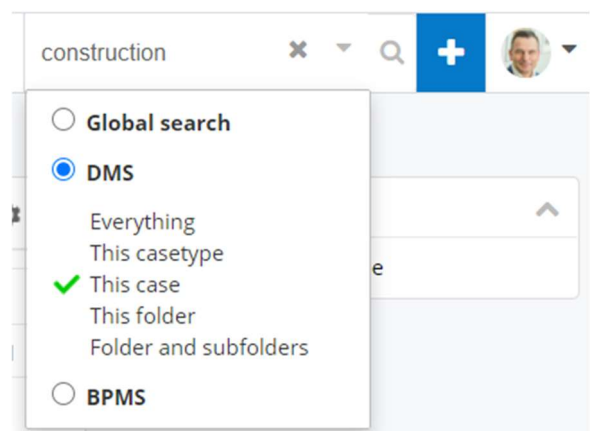 construction
Global search
DMS
Everything
This casetype
This case
This folder
Folder and subfolders
BPMS
e